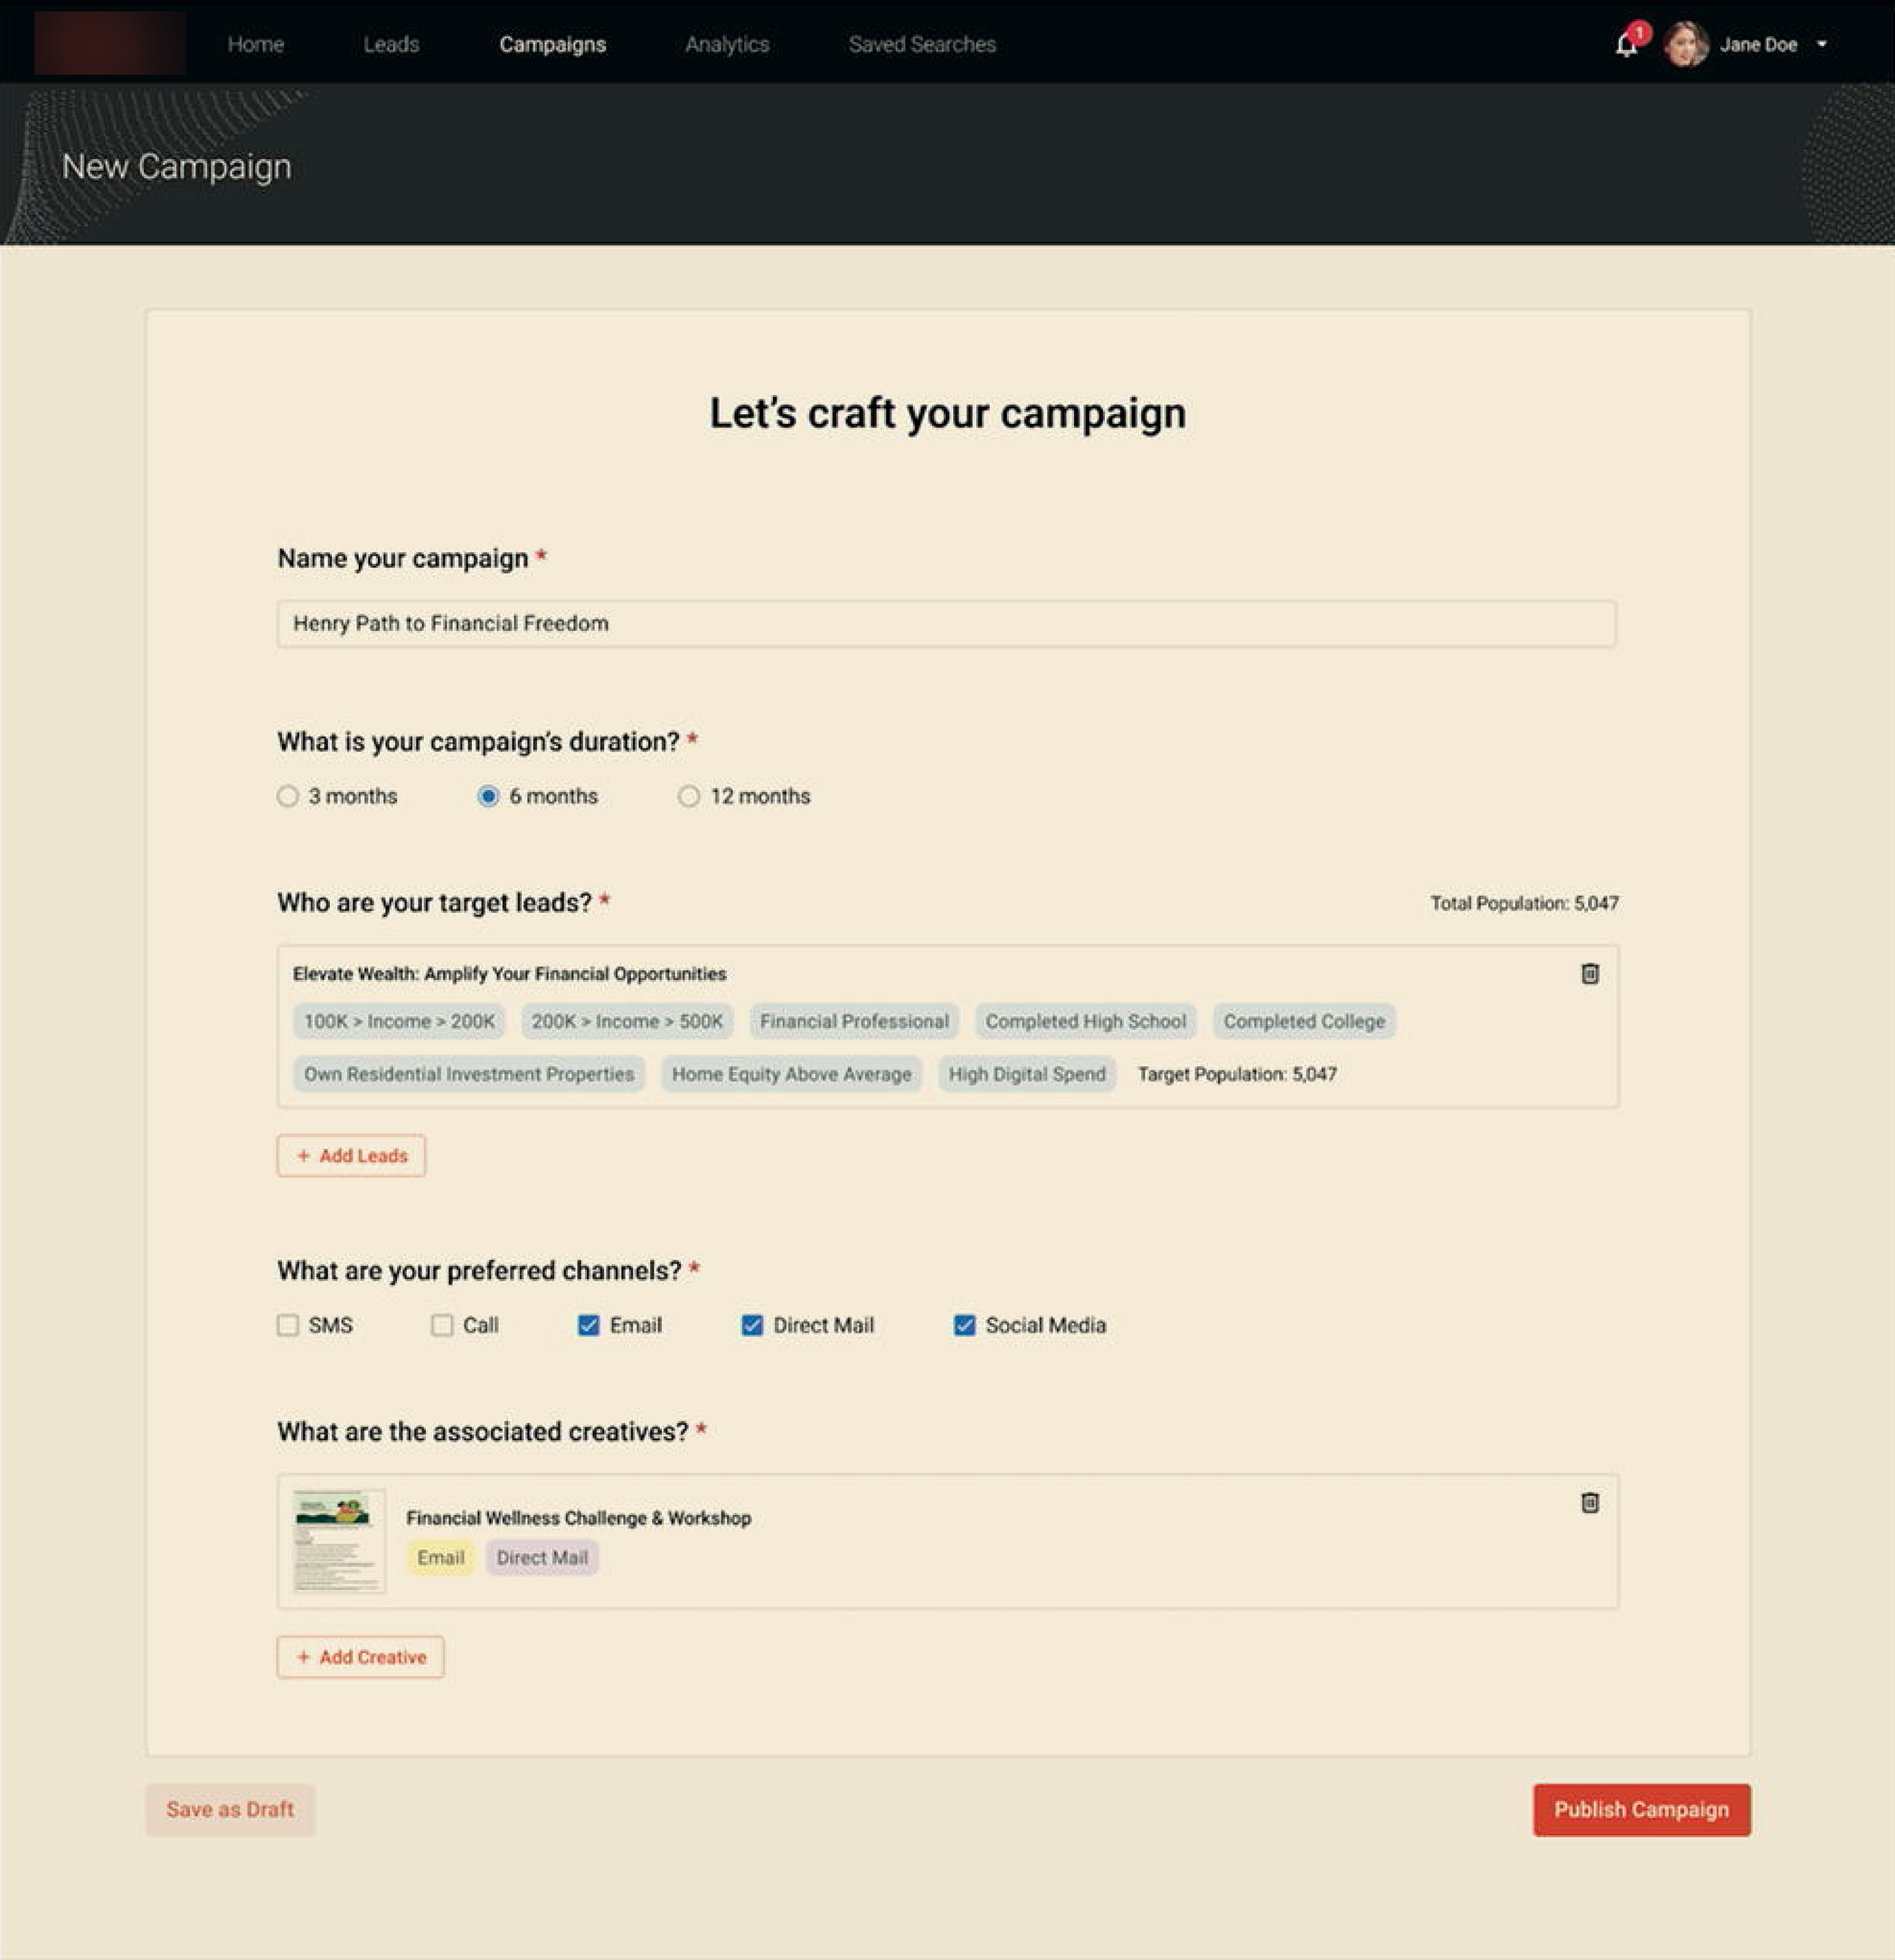 Home Leads Campaigns Analytics Saved Searches 1 Jane Doe
New Campaign
Let's craft your campaign
Name your campaign *
Henry Path to Financial Freedom
What is your campaign's duration? *
3 months 6 months 12 months
Who are your target leads? * Total Population: 5,047
Elevate Wealth: Amplify Your Financial Opportunities
100K > Income > 200K 200K > Income > 500K Financial Professional Completed High School Completed College
Own Residential Investment Properties Home Equity Above Average High Digital Spend Target Population: 5,047
+ Add Leads
What are your preferred channels? *
SMS Call Email Direct Mail Social Media
What are the associated creatives? *
Financial Wellness Challenge & Workshop
Email Direct Mail
+ Add Creative
Save as Draft Publish Campaign